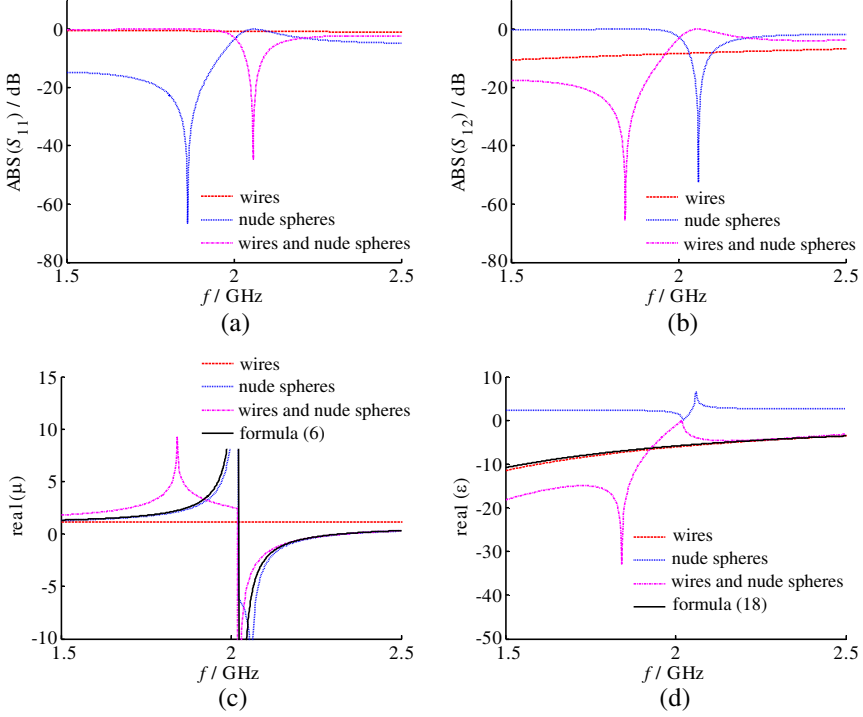 0
-20
-40
-60
-80
ABS (S11) / dB
wires
nude spheres
wires and nude spheres
1.5
2
2.5
f / GHz
(a)
0
-20
-40
-60
-80
ABS (S12) / dB
wires
nude spheres
wires and nude spheres
1.5
2
2.5
f / GHz
(b)
15
10
5
0
-5
-10
real (μ)
wires
nude spheres
wires and nude spheres
formula (6)
1.5
2
2.5
f / GHz
(c)
10
0
-10
-20
-30
-40
-50
real (ε)
wires
nude spheres
wires and nude spheres
formula (18)
1.5
2
2.5
f / GHz
(d)